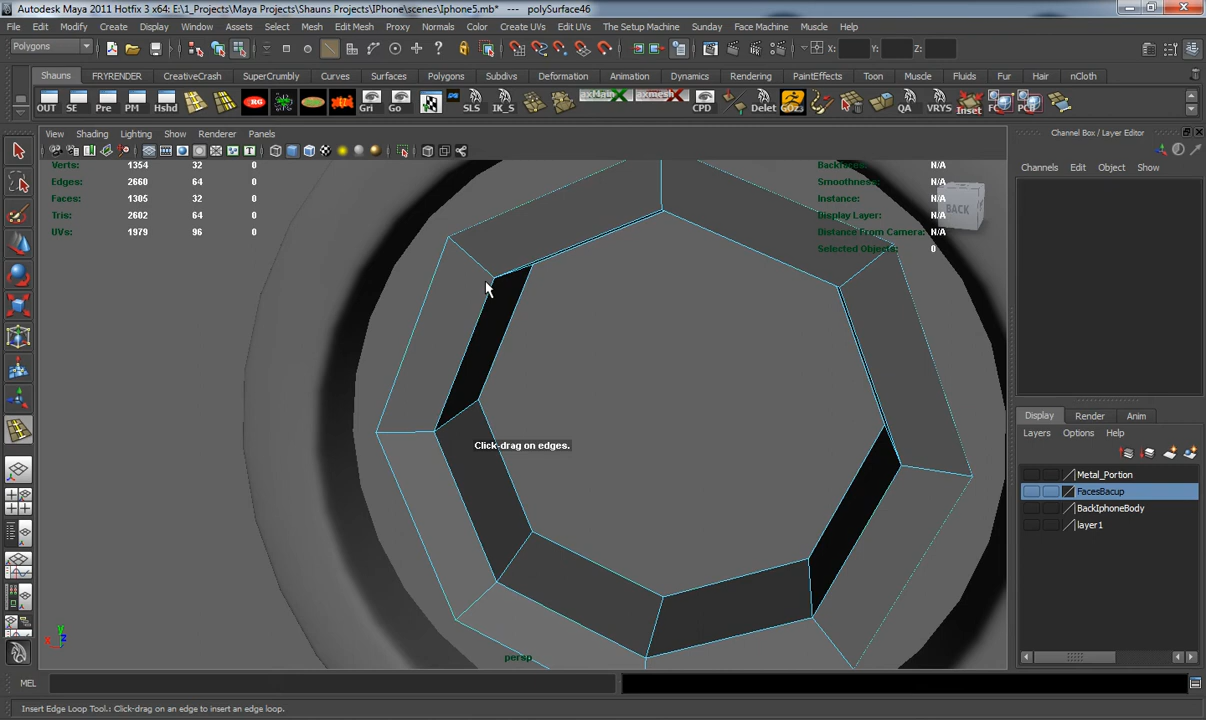 Autodesk Maya 2011 Hotfix 3 x64: E:\1_Projects\Maya Projects\Shauns Projects\IPhone\scenes\Iphone5.mb* --- polySurface46
File Edit Modify Create Display Window Assets Select Mesh Edit Mesh Proxy Normals Color Create UVs Edit UVs The Setup Machine Sunday Face Machine Muscle Help
Polygons X: Y: Z:
Shauns FRYRENDER CreativeCrash SuperCrumbly Curves Surfaces Polygons Subdivs Deformation Animation Dynamics Rendering PaintEffects Toon Muscle Fluids Fur Hair nCloth
OUT SE Pre PM Hshd Gri Go SLS IK_S axMain axmesh CPD Delet GOz3 QA VRYS Inset
View Shading Lighting Show Renderer Panels
Channel Box / Layer Editor
Channels Edit Object Show
Verts: 1354 32 0
Edges: 2660 64 0
Faces: 1305 32 0
Tris: 2602 64 0
UVs: 1979 96 0
N/A
Smoothness: N/A
Instance: N/A
Display Layer: N/A
Distance From Camera: N/A
Selected Objects: 0
BACK
Click-drag on edges.
persp
Display Render Anim
Layers Options Help
Metal_Portion
FacesBacup
BackIphoneBody
layer1
MEL
Insert Edge Loop Tool.: Click-drag on an edge to insert an edge loop.